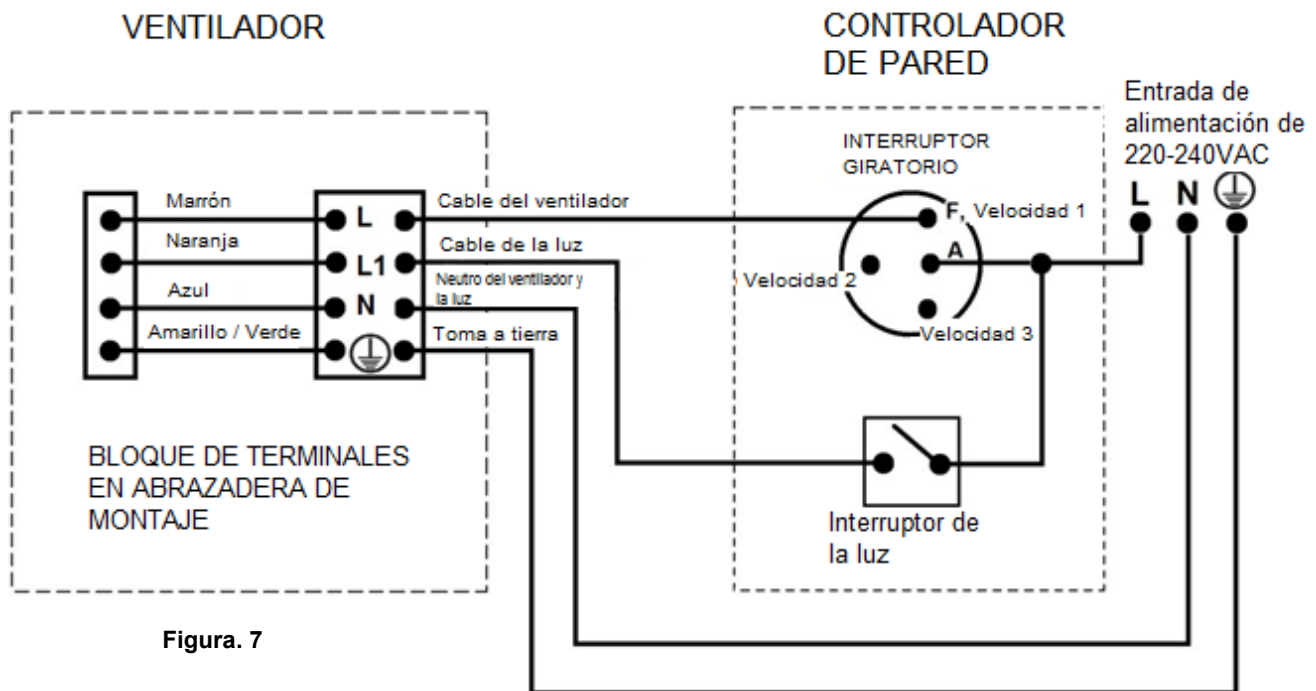 VENTILADOR
CONTROLADOR
DE PARED
Entrada de
alimentación de
220-240VAC
L N
INTERRUPTOR
GIRATORIO
Marrón
L
Cable del ventilador
F, Velocidad 1
Naranja
L1
Cable de la luz
A
Neutro del ventilador y
la luz
Velocidad 2
Azul
N
Amarillo / Verde
Toma a tierra
Velocidad 3
BLOQUE DE TERMINALES
EN ABRAZADERA DE
MONTAJE
Interruptor de
la luz
Figura. 7